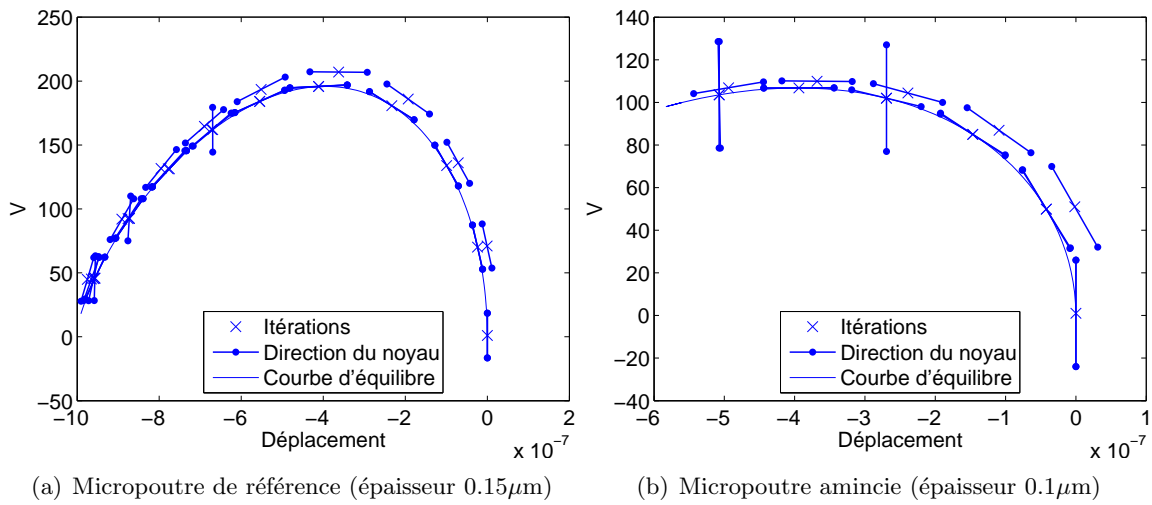 250
200
150
100
50
0
−50
V
−10
−8
−6
−4
−2
0
2
Déplacement
x 10−7
Itérations
Direction du noyau
Courbe d'équilibre
(a) Micropoutre de référence (épaisseur 0.15μm)
140
120
100
80
60
40
20
0
−20
−40
V
−6
−5
−4
−3
−2
−1
0
1
Déplacement
x 10−7
Itérations
Direction du noyau
Courbe d'équilibre
(b) Micropoutre amincie (épaisseur 0.1μm)